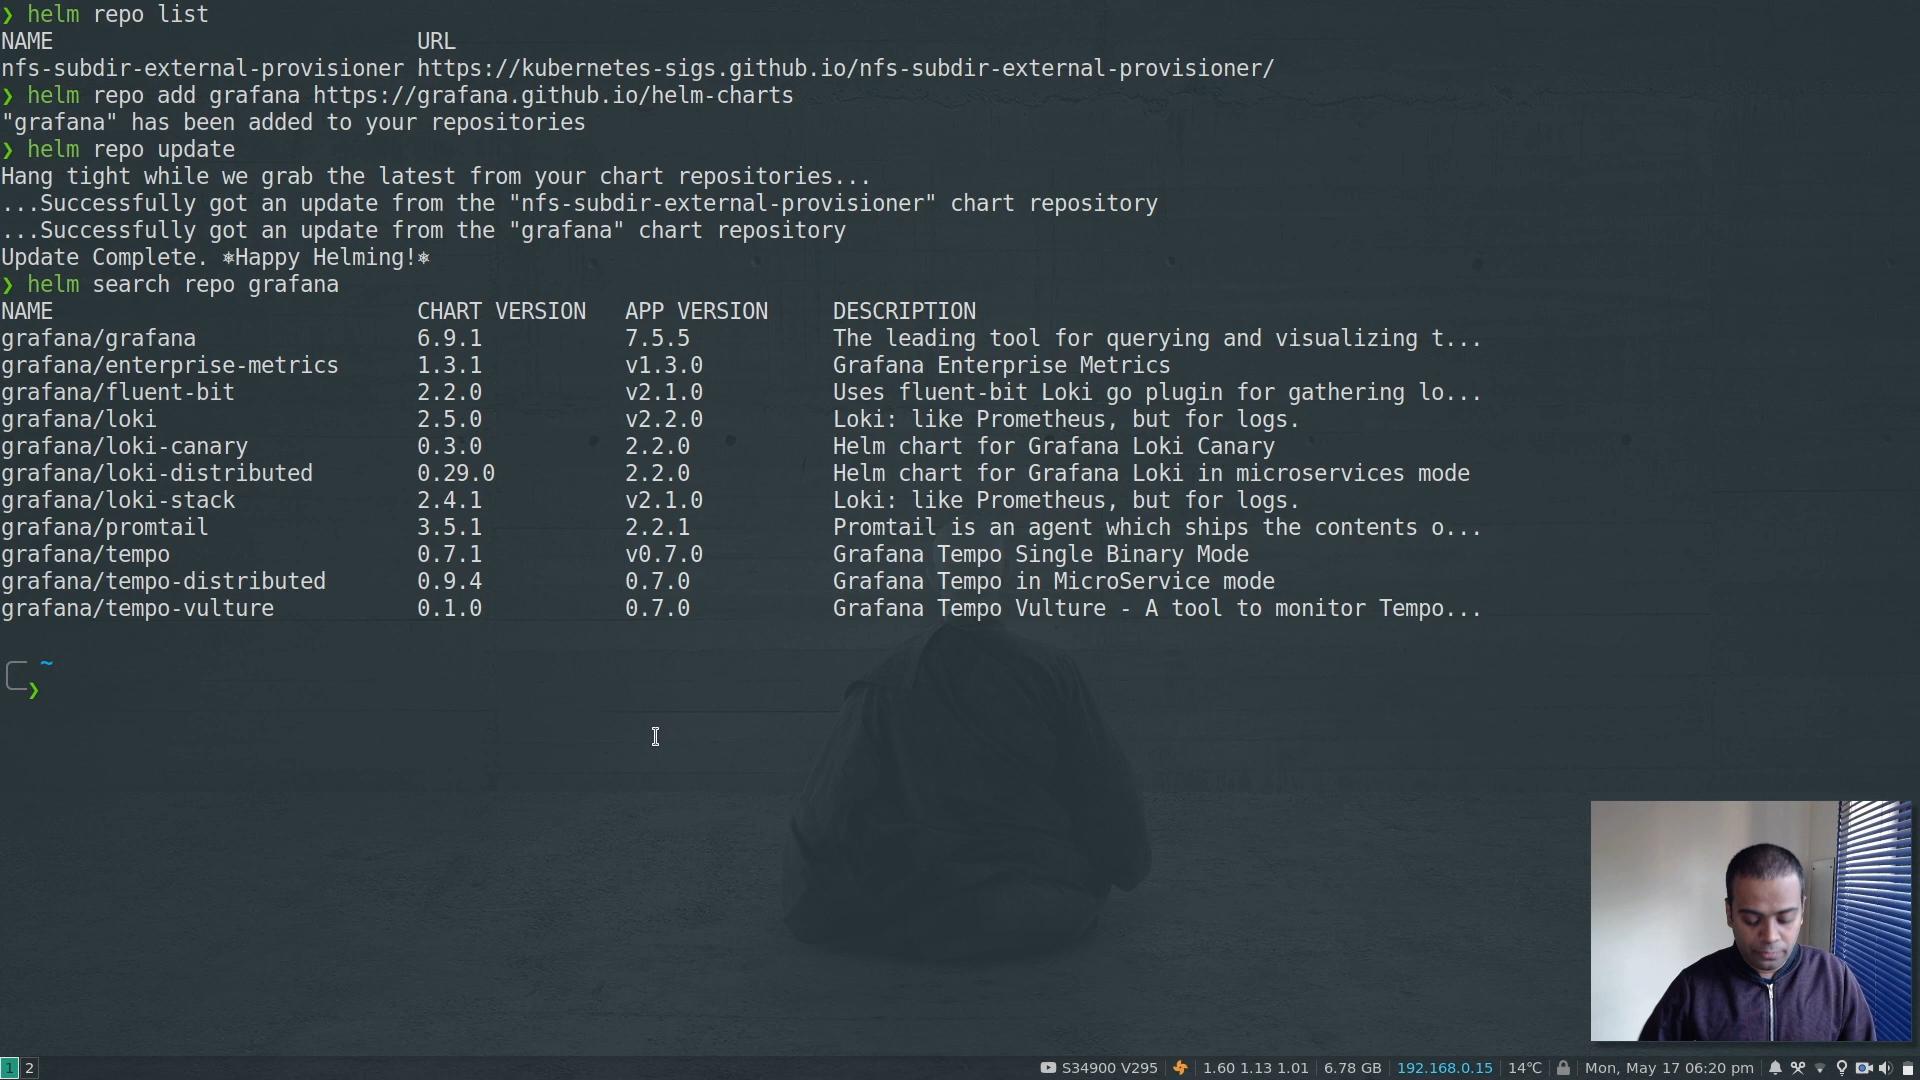 ❯ helm repo list
NAME URL
nfs-subdir-external-provisioner https://kubernetes-sigs.github.io/nfs-subdir-external-provisioner/
❯ helm repo add grafana https://grafana.github.io/helm-charts
"grafana" has been added to your repositories
❯ helm repo update
Hang tight while we grab the latest from your chart repositories...
...Successfully got an update from the "nfs-subdir-external-provisioner" chart repository
...Successfully got an update from the "grafana" chart repository
Update Complete. ⎈Happy Helming!⎈
❯ helm search repo grafana
NAME CHART VERSION APP VERSION DESCRIPTION
grafana/grafana 6.9.1 7.5.5 The leading tool for querying and visualizing t...
grafana/enterprise-metrics 1.3.1 v1.3.0 Grafana Enterprise Metrics
grafana/fluent-bit 2.2.0 v2.1.0 Uses fluent-bit Loki go plugin for gathering lo...
grafana/loki 2.5.0 v2.2.0 Loki: like Prometheus, but for logs.
grafana/loki-canary 0.3.0 2.2.0 Helm chart for Grafana Loki Canary
grafana/loki-distributed 0.29.0 2.2.0 Helm chart for Grafana Loki in microservices mode
grafana/loki-stack 2.4.1 v2.1.0 Loki: like Prometheus, but for logs.
grafana/promtail 3.5.1 2.2.1 Promtail is an agent which ships the contents o...
grafana/tempo 0.7.1 v0.7.0 Grafana Tempo Single Binary Mode
grafana/tempo-distributed 0.9.4 0.7.0 Grafana Tempo in MicroService mode
grafana/tempo-vulture 0.1.0 0.7.0 Grafana Tempo Vulture - A tool to monitor Tempo...
~
❯
1 2 S34900 V295 1.60 1.13 1.01 6.78 GB 192.168.0.15 14℃ Mon, May 17 06:20 pm